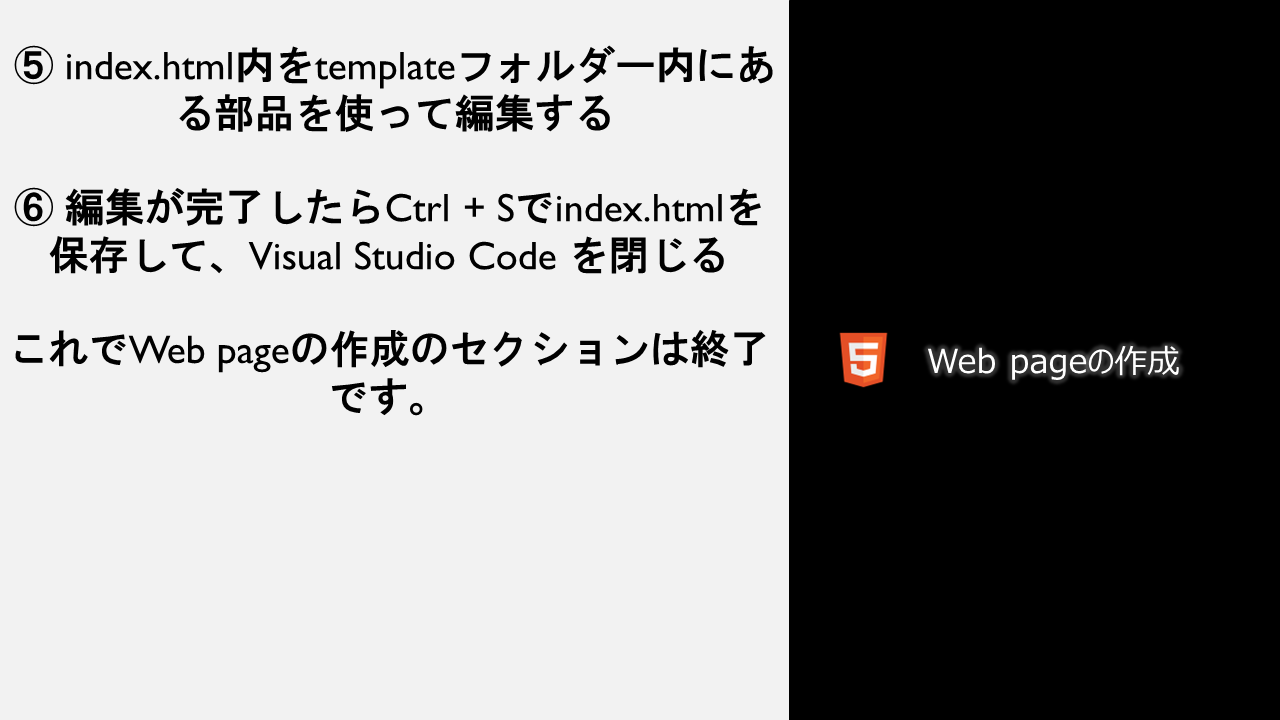 ⑤ index.html内をtemplateフォルダー内にあ
る部品を使って編集する
⑥ 編集が完了したらCtrl + Sでindex.htmlを
保存して、Visual Studio Code を閉じる
これでWeb pageの作成のセクションは終了
です。
5
Web pageの作成